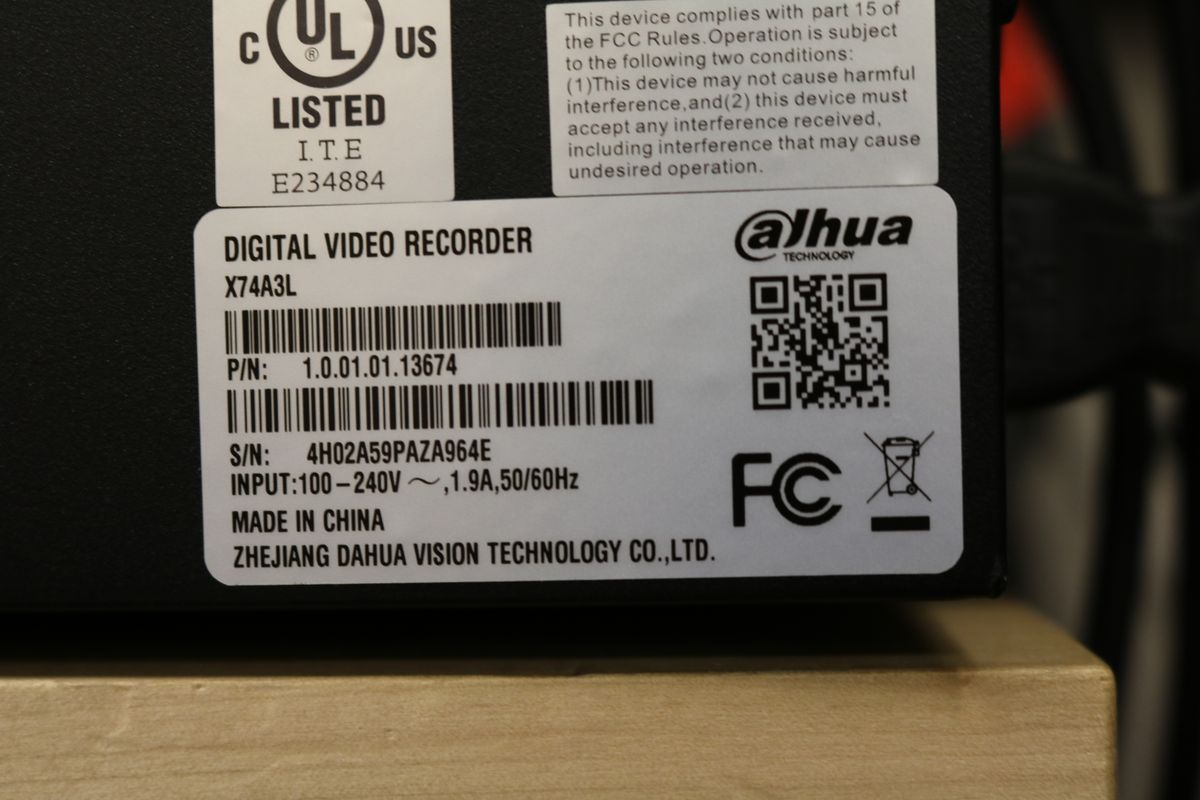 C UL ® US
LISTED
I.T.E
E234884
This device complies with part 15 of
the FCC Rules.Operation is subject
to the following two conditions:
(1)This device may not cause harmful
interference,and(2) this device must
accept any interference received,
including interference that may cause
undesired operation.
DIGITAL VIDEO RECORDER
X74A3L
P/N: 1.0.01.01.13674
S/N: 4H02A59PAZA964E
INPUT:100-240V ～,1.9A,50/60Hz
MADE IN CHINA
ZHEJIANG DAHUA VISION TECHNOLOGY CO.,LTD.
alhua
TECHNOLOGY
FC